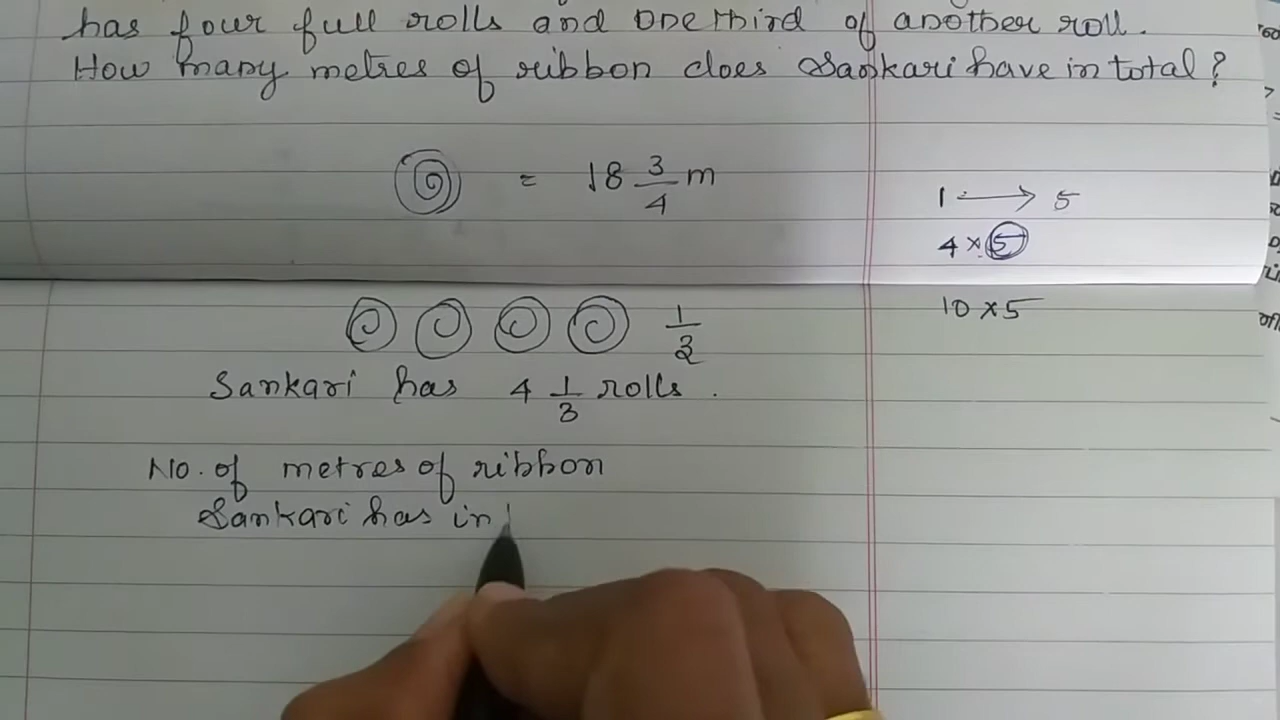 has four full rolls and one third of another roll.
How many metres of ribbon does Sankari have in total?
= 18 3/4 m
1 → 5
4 × 5
10 × 5
1/3
Sankari has 4 1/3 rolls.
No. of metres of ribbon
Sankari has in